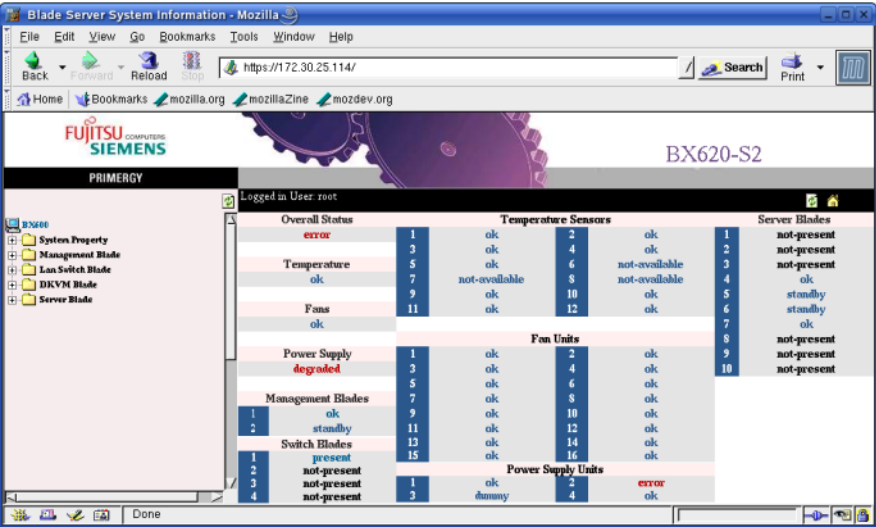 Blade Server System Information - Mozilla
File Edit View Go Bookmarks Tools Window Help
Back Forward Reload Stop https://172.30.25.114/ Search Print
Home Bookmarks mozilla.org mozillaZine mozdev.org
FUJITSU COMPUTERS
SIEMENS
BX620-S2
PRIMERGY
Logged in User: root
BX600
System Property
Management Blade
Lan Switch Blade
DKVM Blade
Server Blade
Overall Status
error
Temperature
ok
Fans
ok
Power Supply
degraded
Management Blades
1 ok
2 standby
Switch Blades
1 present
2 not-present
3 not-present
4 not-present
Temperature Sensors
1 ok 2 ok
3 ok 4 ok
5 ok 6 not-available
7 not-available 8 not-available
9 ok 10 ok
11 ok 12 ok
Fan Units
1 ok 2 ok
3 ok 4 ok
5 ok 6 ok
7 ok 8 ok
9 ok 10 ok
11 ok 12 ok
13 ok 14 ok
15 ok 16 ok
Power Supply Units
1 ok 2 error
3 dummy 4 ok
Server Blades
1 not-present
2 not-present
3 not-present
4 ok
5 standby
6 standby
7 ok
8 not-present
9 not-present
10 not-present
Done